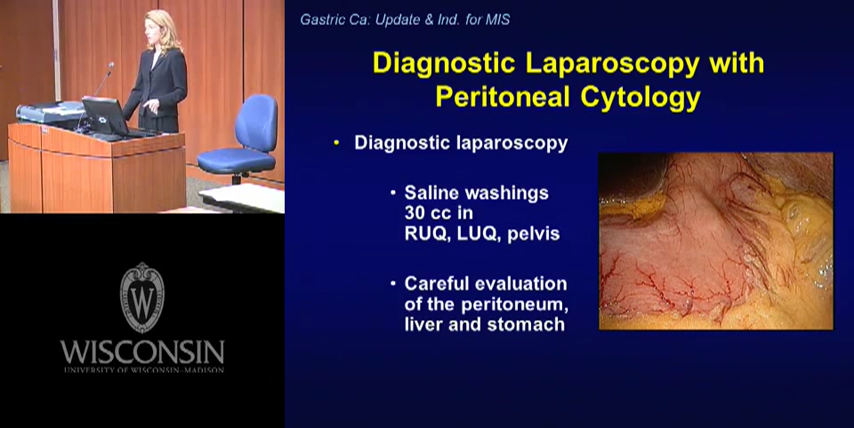 Gastric Ca: Update & Ind. for MIS
Diagnostic Laparoscopy with
Peritoneal Cytology
• Diagnostic laparoscopy
• Saline washings
30 cc in
RUQ, LUQ, pelvis
• Careful evaluation
of the peritoneum,
liver and stomach
W
WISCONSIN
UNIVERSITY OF WISCONSIN–MADISON